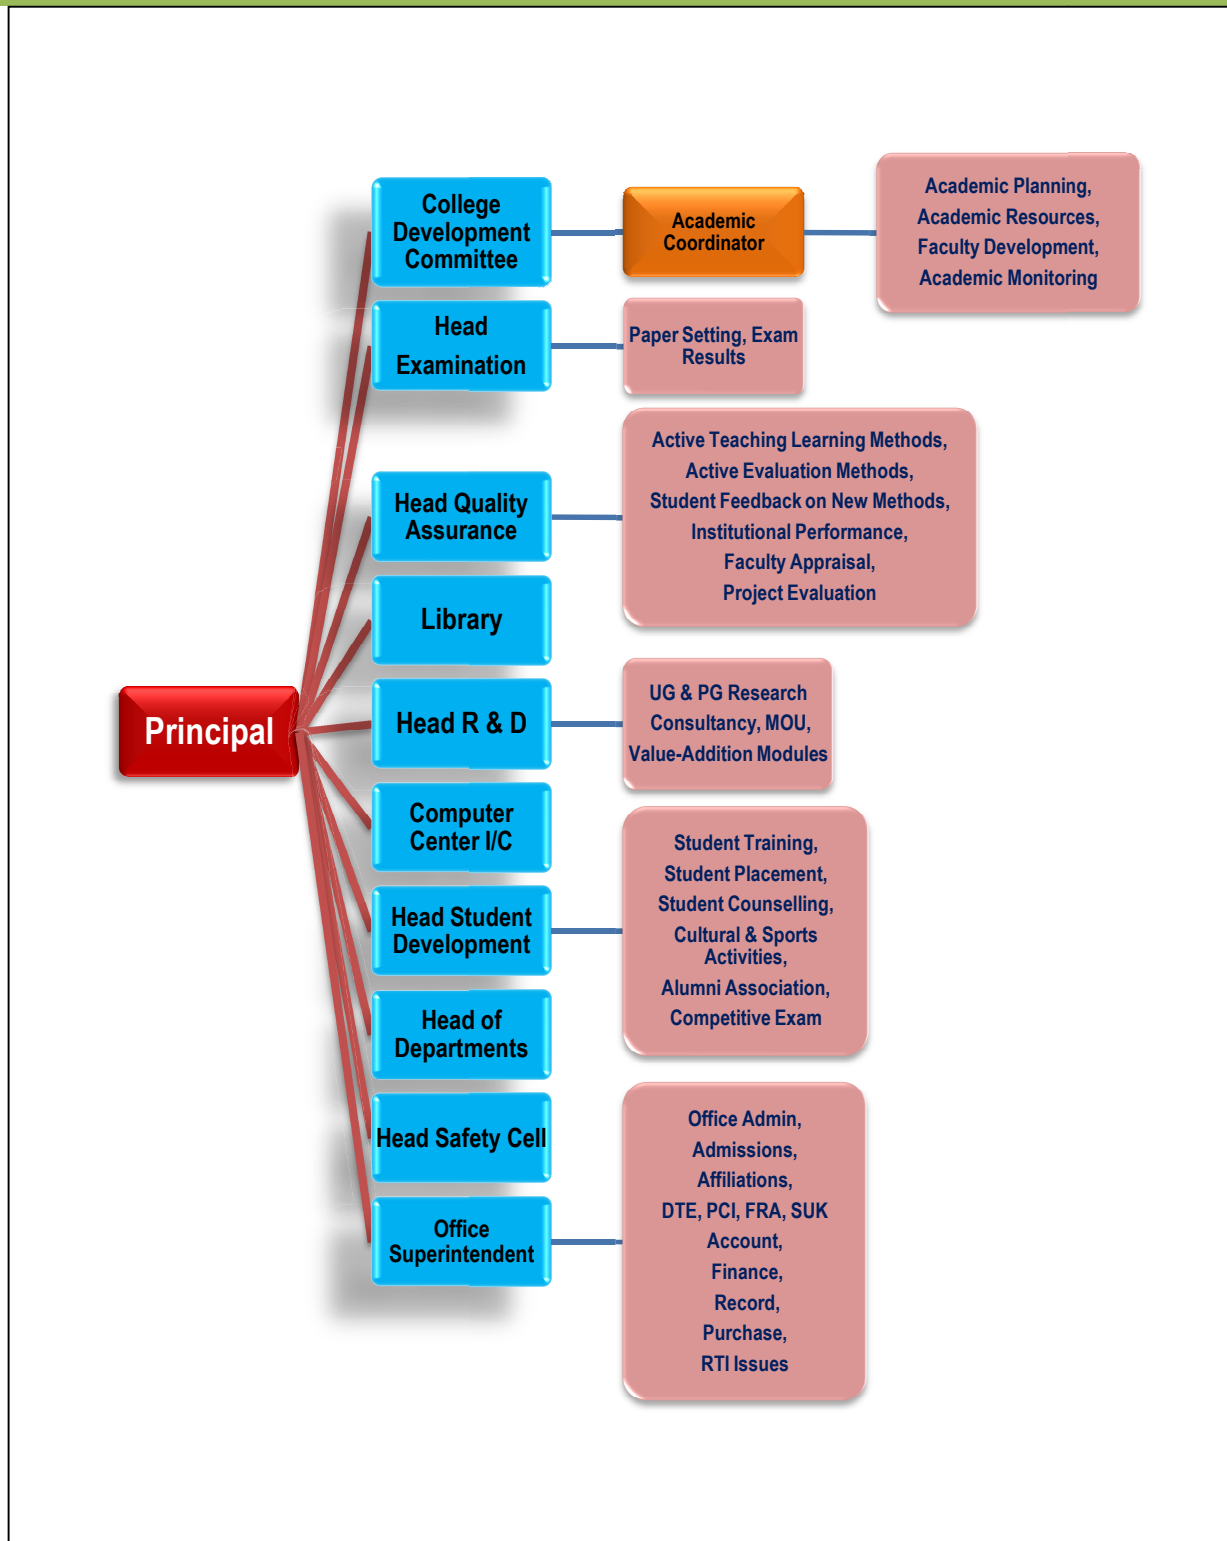 Principal
College
Development
Committee
Academic
Coordinator
Academic Planning,
Academic Resources,
Faculty Development,
Academic Monitoring
Head
Examination
Paper Setting, Exam
Results
Head Quality
Assurance
Active Teaching Learning Methods,
Active Evaluation Methods,
Student Feedback on New Methods,
Institutional Performance,
Faculty Appraisal,
Project Evaluation
Library
Head R & D
UG & PG Research
Consultancy, MOU,
Value-Addition Modules
Computer
Center I/C
Head Student
Development
Student Training,
Student Placement,
Student Counselling,
Cultural & Sports
Activities,
Alumni Association,
Competitive Exam
Head of
Departments
Head Safety Cell
Office
Superintendent
Office Admin,
Admissions,
Affiliations,
DTE, PCI, FRA, SUK
Account,
Finance,
Record,
Purchase,
RTI Issues